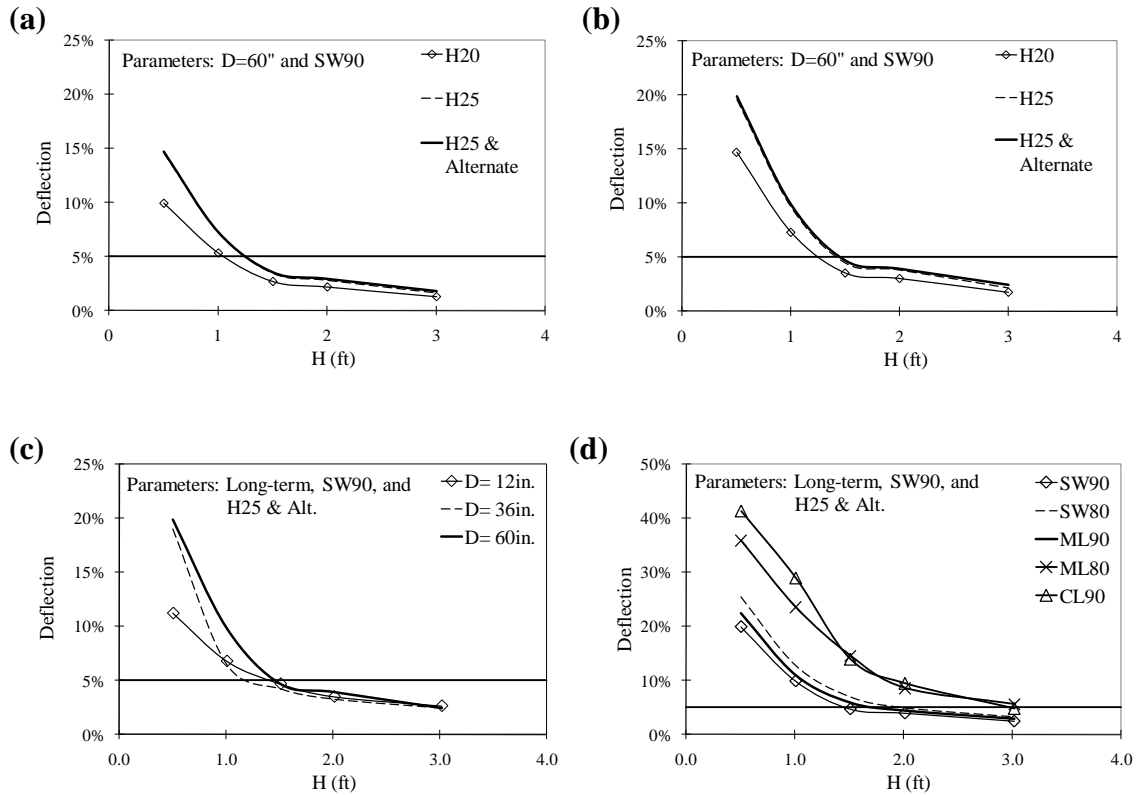 (a)
25%
20%
15%
10%
5%
0%
Deflection
Parameters: D=60" and SW90
H20
H25
H25 &
Alternate
0
1
2
3
4
H (ft)
(b)
25%
20%
15%
10%
5%
0%
Deflection
Parameters: D=60" and SW90
H20
H25
H25 &
Alternate
0
1
2
3
4
H (ft)
(c)
25%
20%
15%
10%
5%
0%
Deflection
Parameters: Long-term, SW90, and
H25 & Alt.
D= 12in.
D= 36in.
D= 60in.
0.0
1.0
2.0
3.0
4.0
H (ft)
(d)
50%
40%
30%
20%
10%
0%
Deflection
Parameters: Long-term, SW90, and
H25 & Alt.
SW90
SW80
ML90
ML80
CL90
0.0
1.0
2.0
3.0
4.0
H (ft)